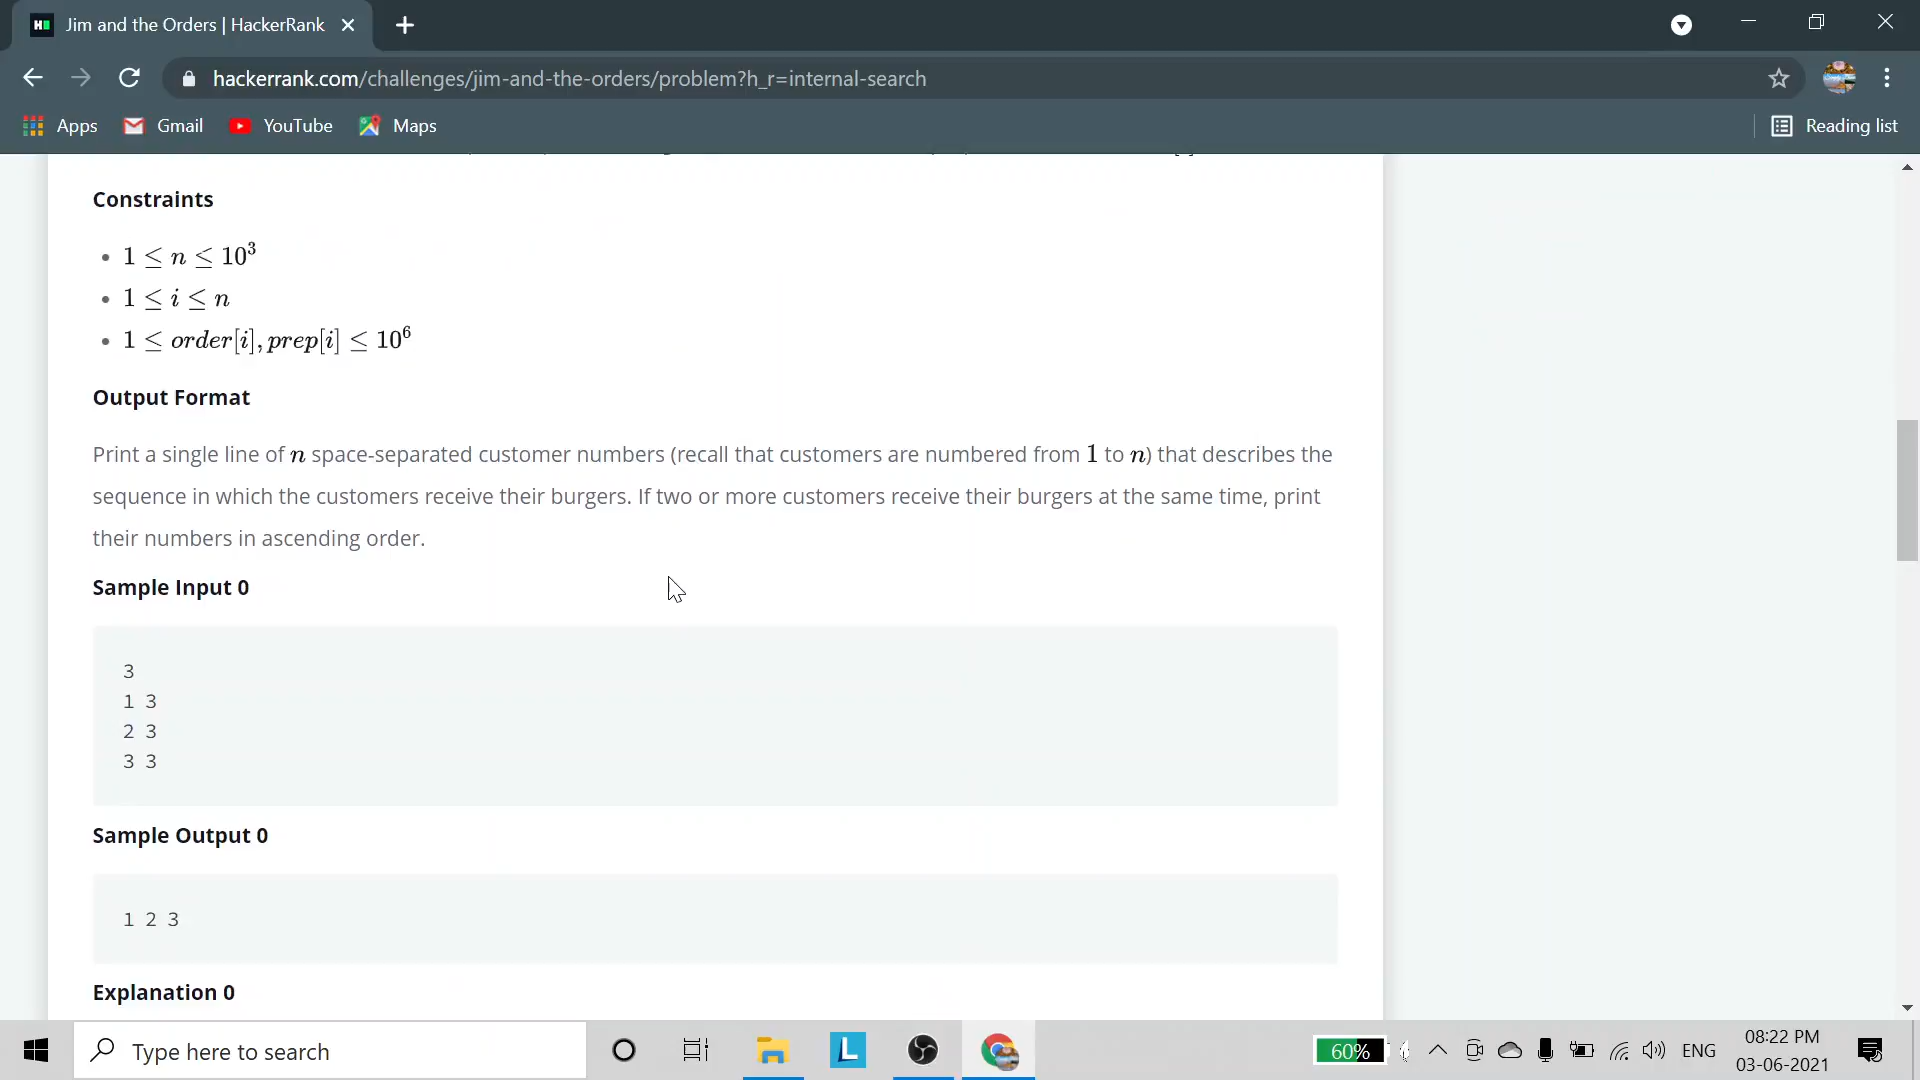 Jim and the Orders | HackerRank
hackerrank.com/challenges/jim-and-the-orders/problem?h_r=internal-search
Apps Gmail YouTube Maps Reading list
Constraints
1 ≤ n ≤ 10³
1 ≤ i ≤ n
1 ≤ order[i], prep[i] ≤ 10⁶
Output Format
Print a single line of n space-separated customer numbers (recall that customers are numbered from 1 to n) that describes the
sequence in which the customers receive their burgers. If two or more customers receive their burgers at the same time, print
their numbers in ascending order.
Sample Input 0
3
1 3
2 3
3 3
Sample Output 0
1 2 3
Explanation 0
Type here to search
L
60%
ENG
08:22 PM
03-06-2021